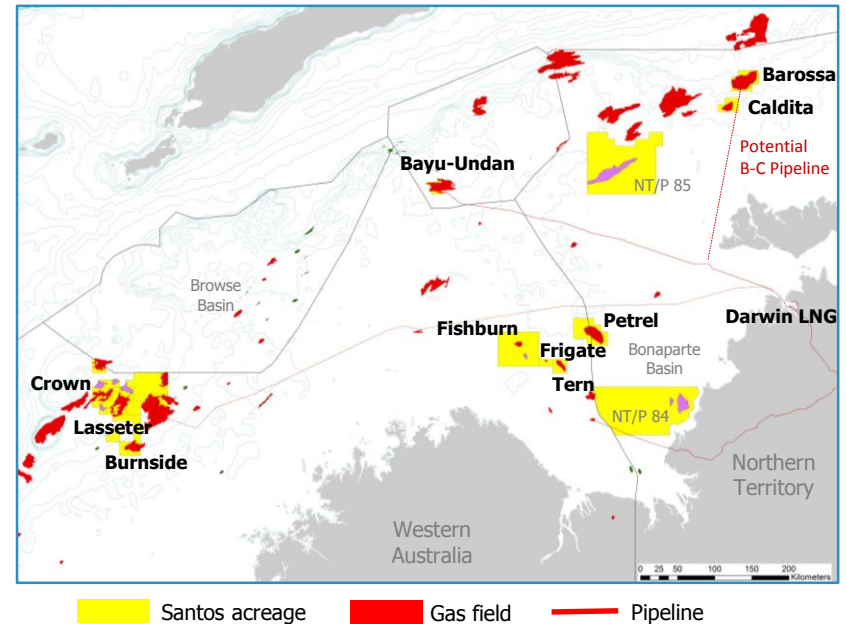 Barossa
Caldita
Potential
B-C Pipeline
Bayu-Undan
NT/P 85
Browse
Basin
Fishburn
Petrel
Darwin LNG
Frigate
Bonaparte
Basin
Tern
Crown
NT/P 84
Lasseter
Burnside
Northern
Territory
Western
Australia
0 25 50 100 150 200
Kilometers
Santos acreage
Gas field
Pipeline